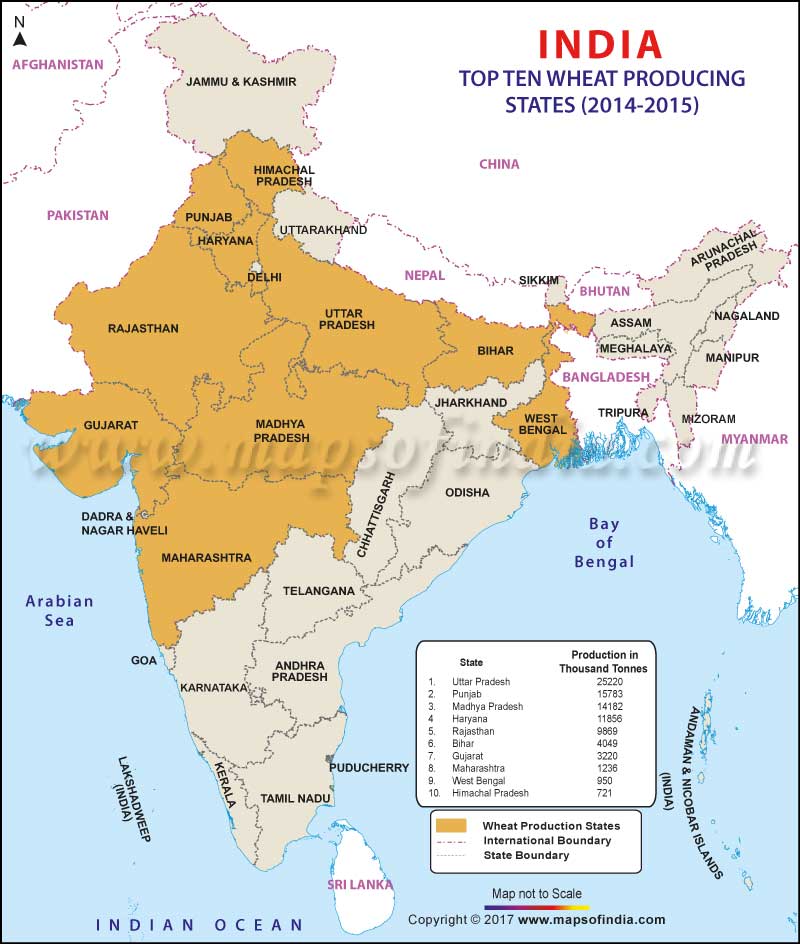 N
INDIA
TOP TEN WHEAT PRODUCING
STATES (2014-2015)
AFGHANISTAN
JAMMU & KASHMIR
CHINA
HIMACHAL
PRADESH
PAKISTAN
PUNJAB
HARYANA
UTTARAKHAND
DELHI
NEPAL
SIKKIM
BHUTAN
ARUNACHAL
PRADESH
RAJASTHAN
UTTAR
PRADESH
BIHAR
ASSAM
NAGALAND
MEGHALAYA
MANIPUR
BANGLADESH
GUJARAT
MADHYA
PRADESH
JHARKHAND
WEST
BENGAL
TRIPURA
MIZORAM
MYANMAR
www.mapsofindia.com
CHHATTISGARH
ODISHA
DADRA &
NAGAR HAVELI
MAHARASHTRA
Bay
of
Bengal
TELANGANA
Arabian
Sea
GOA
KARNATAKA
ANDHRA
PRADESH
State Production in
Thousand Tonnes
1. Uttar Pradesh 25220
2. Punjab 15783
3. Madhya Pradesh 14182
4 Haryana 11856
5. Rajasthan 9869
6. Bihar 4049
7. Gujarat 3220
8. Maharashtra 1236
9. West Bengal 950
10. Himachal Pradesh 721
ANDAMAN & NICOBAR ISLANDS
(INDIA)
LAKSHADWEEP
(INDIA)
KERALA
PUDUCHERRY
TAMIL NADU
Wheat Production States
International Boundary
State Boundary
SRI LANKA
Map not to Scale
INDIAN OCEAN
Copyright © 2017 www.mapsofindia.com